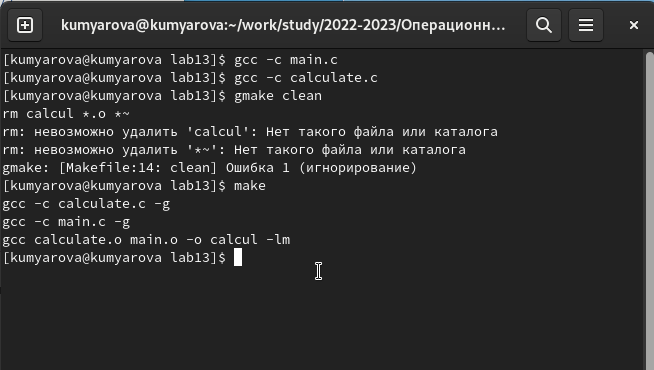 kumyarova@kumyarova:~/work/study/2022-2023/Операционн...
[kumyarova@kumyarova lab13]$ gcc -c main.c
[kumyarova@kumyarova lab13]$ gcc -c calculate.c
[kumyarova@kumyarova lab13]$ gmake clean
rm calcul *.o *~
rm: невозможно удалить 'calcul': Нет такого файла или каталога
rm: невозможно удалить '*~': Нет такого файла или каталога
gmake: [Makefile:14: clean] Ошибка 1 (игнорирование)
[kumyarova@kumyarova lab13]$ make
gcc -c calculate.c -g
gcc -c main.c -g
gcc calculate.o main.o -o calcul -lm
[kumyarova@kumyarova lab13]$